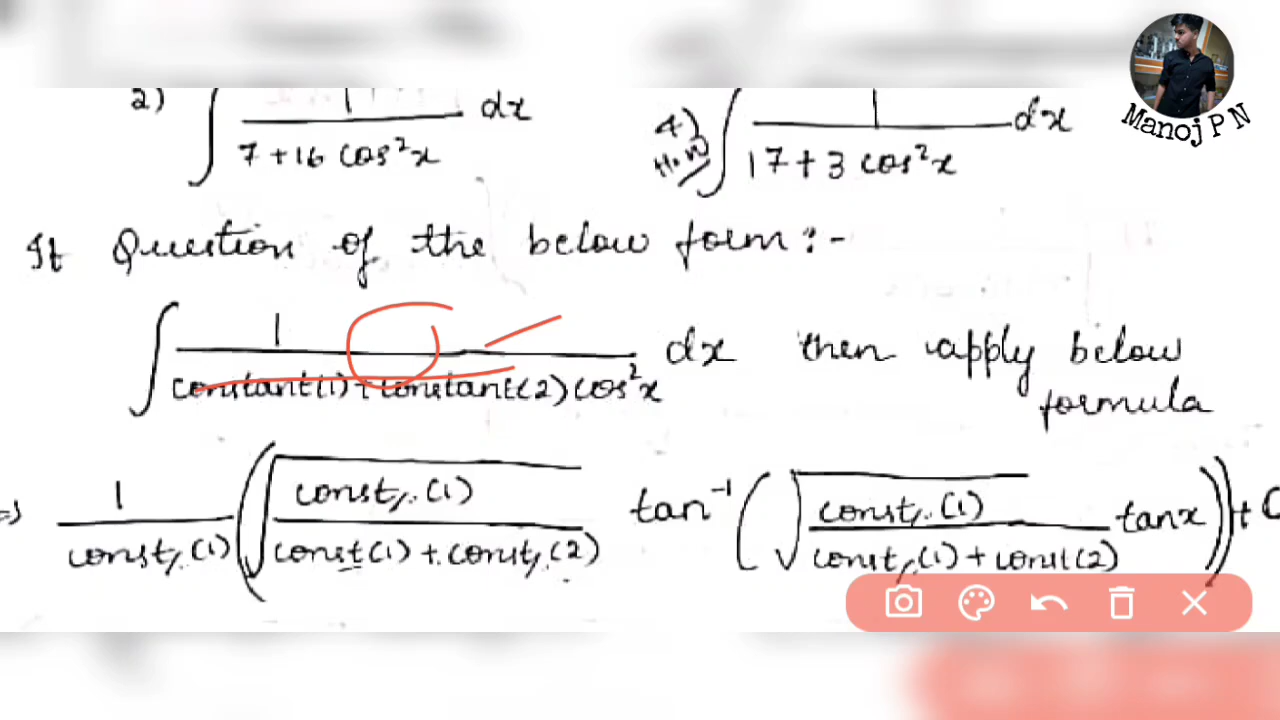 2) ∫ 1 / 7 + 16 cos²x dx
4) H.W ∫ 1 / 17 + 3 cos²x dx
Manoj P N
If Question of the below form:-
∫ 1 / constant(1) + constant(2) cos²x dx then apply below formula
=> 1 / const(1) (√ const(1) / const(1) + const(2) tan⁻¹ (√ const(1) / const(1) + const(2) tanx)) + C